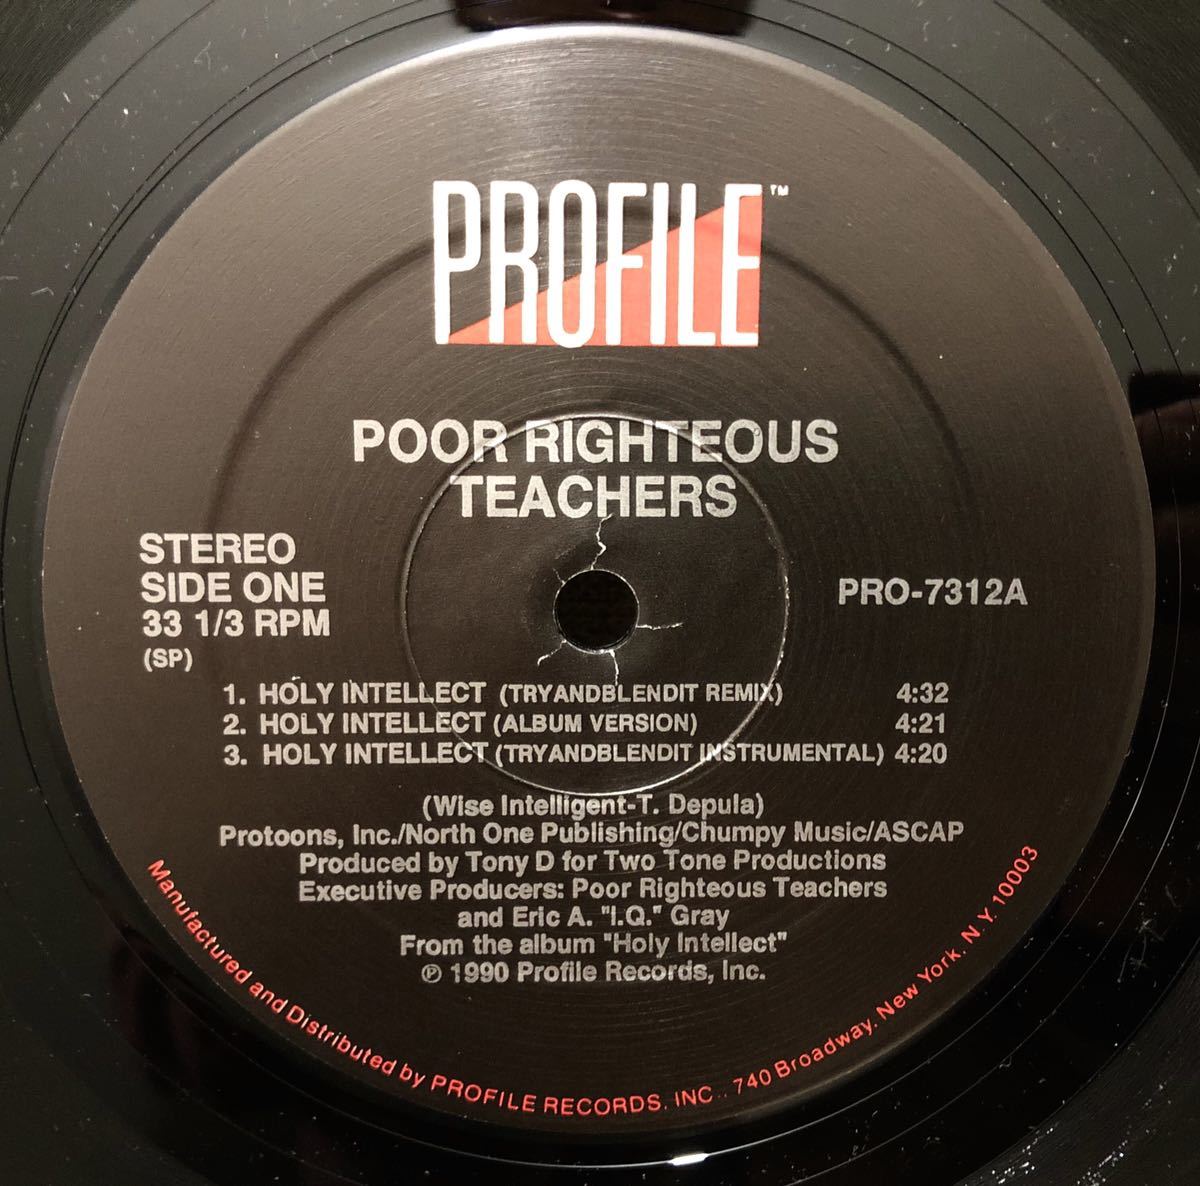 PROFILE™
POOR RIGHTEOUS
TEACHERS
STEREO
SIDE ONE
33 1/3 RPM
(SP)
PRO-7312A
1. HOLY INTELLECT (TRYANDBLENDIT REMIX) 4:32
2. HOLY INTELLECT (ALBUM VERSION) 4:21
3. HOLY INTELLECT (TRYANDBLENDIT INSTRUMENTAL) 4:20
(Wise Intelligent-T. Depula)
Protoons, Inc./North One Publishing/Chumpy Music/ASCAP
Produced by Tony D for Two Tone Productions
Executive Producers: Poor Righteous Teachers
and Eric A. "I.Q." Gray
From the album "Holy Intellect"
℗ 1990 Profile Records, Inc.
Manufactured and Distributed by PROFILE RECORDS, INC., 740 Broadway, New York, N.Y. 10003